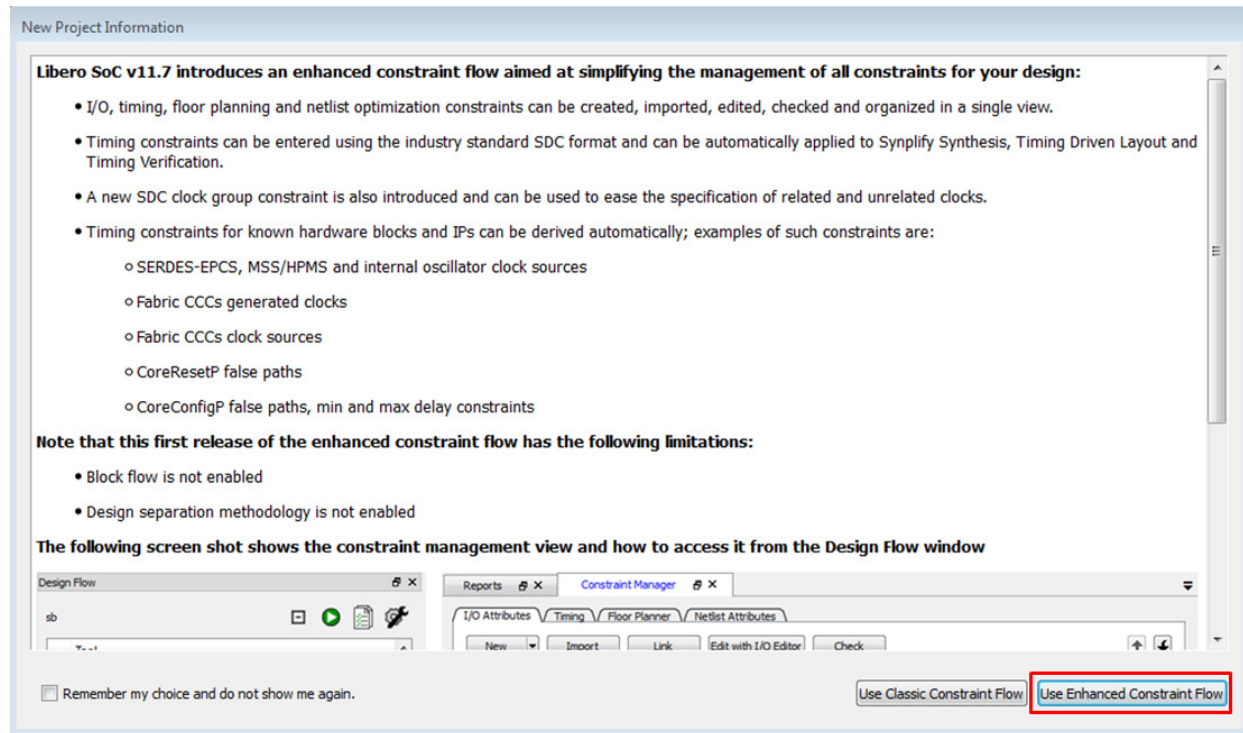 New Project Information
Libero SoC v11.7 introduces an enhanced constraint flow aimed at simplifying the management of all constraints for your design:
• I/O, timing, floor planning and netlist optimization constraints can be created, imported, edited, checked and organized in a single view.
• Timing constraints can be entered using the industry standard SDC format and can be automatically applied to Synplify Synthesis, Timing Driven Layout and
Timing Verification.
• A new SDC clock group constraint is also introduced and can be used to ease the specification of related and unrelated clocks.
• Timing constraints for known hardware blocks and IPs can be derived automatically; examples of such constraints are:
o SERDES-EPCS, MSS/HPMS and internal oscillator clock sources
o Fabric CCCs generated clocks
o Fabric CCCs clock sources
o CoreResetP false paths
o CoreConfigP false paths, min and max delay constraints
Note that this first release of the enhanced constraint flow has the following limitations:
• Block flow is not enabled
• Design separation methodology is not enabled
The following screen shot shows the constraint management view and how to access it from the Design Flow window
Design Flow
Reports Constraint Manager
sb
I/O Attributes Timing Floor Planner Netlist Attributes
Tool
New Import Link Edit with I/O Editor Check
Remember my choice and do not show me again.
Use Classic Constraint Flow Use Enhanced Constraint Flow